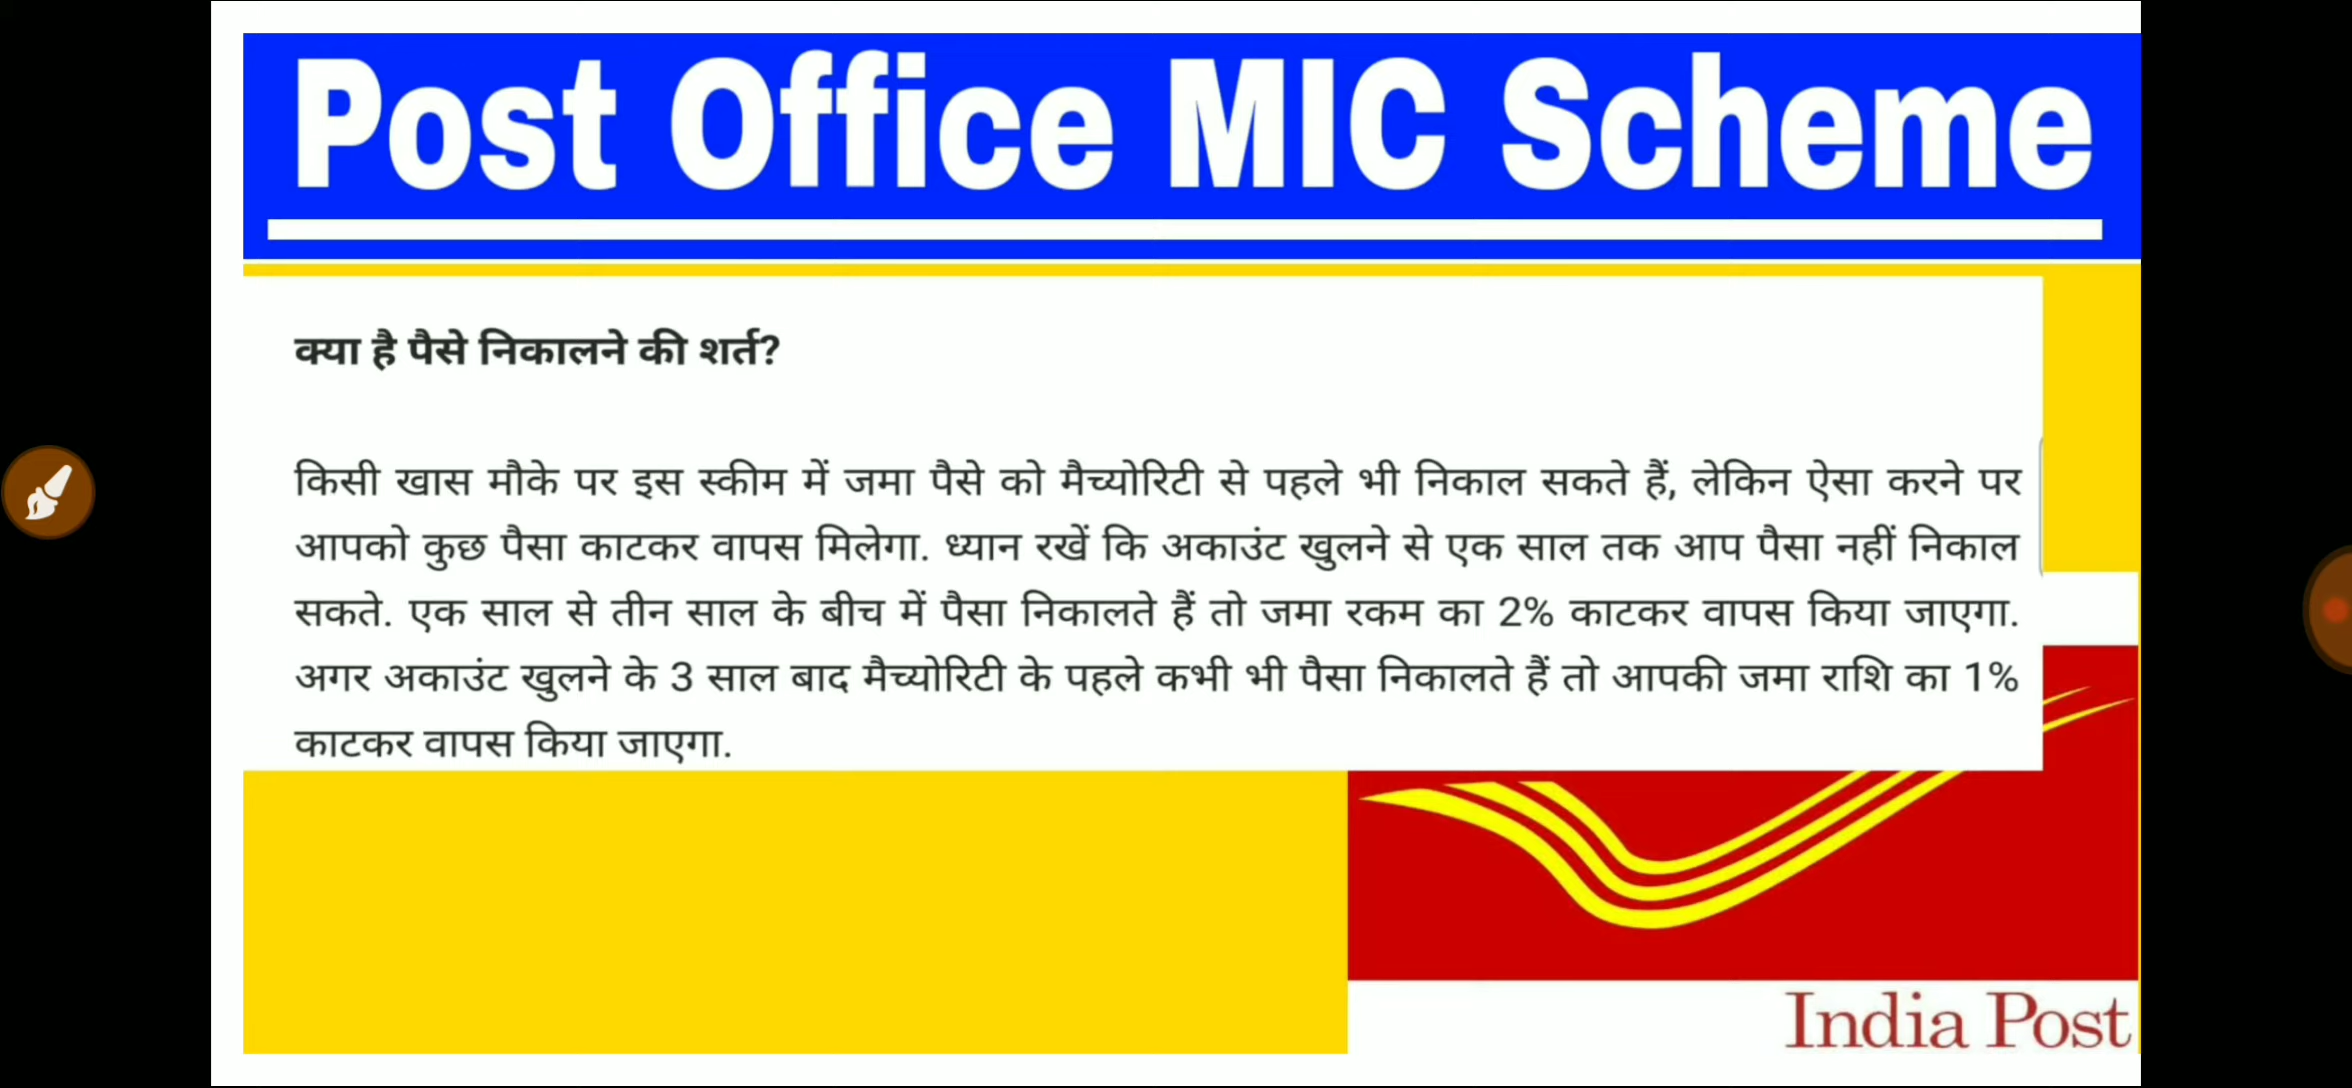 Post Office MIC Scheme
क्या है पैसे निकालने की शर्त?
किसी खास मौके पर इस स्कीम में जमा पैसे को मैच्योरिटी से पहले भी निकाल सकते हैं, लेकिन ऐसा करने पर
आपको कुछ पैसा काटकर वापस मिलेगा. ध्यान रखें कि अकाउंट खुलने से एक साल तक आप पैसा नहीं निकाल
सकते. एक साल से तीन साल के बीच में पैसा निकालते हैं तो जमा रकम का 2% काटकर वापस किया जाएगा.
अगर अकाउंट खुलने के 3 साल बाद मैच्योरिटी के पहले कभी भी पैसा निकालते हैं तो आपकी जमा राशि का 1%
काटकर वापस किया जाएगा.
India Post